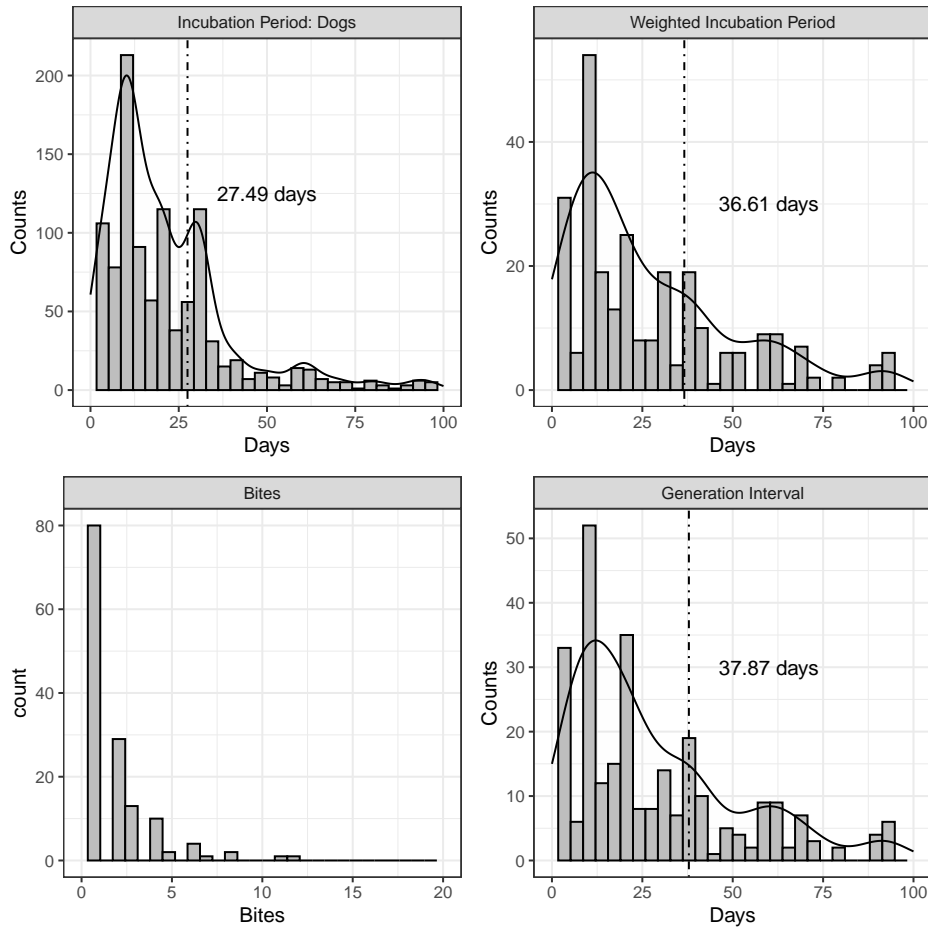 Incubation Period: Dogs
Counts
200
150
100
50
0
27.49 days
0 25 50 75 100
Days
Weighted Incubation Period
Counts
40
20
0
36.61 days
0 25 50 75 100
Days
Bites
count
80
60
40
20
0
0 5 10 15 20
Bites
Generation Interval
Counts
50
40
30
20
10
0
37.87 days
0 25 50 75 100
Days